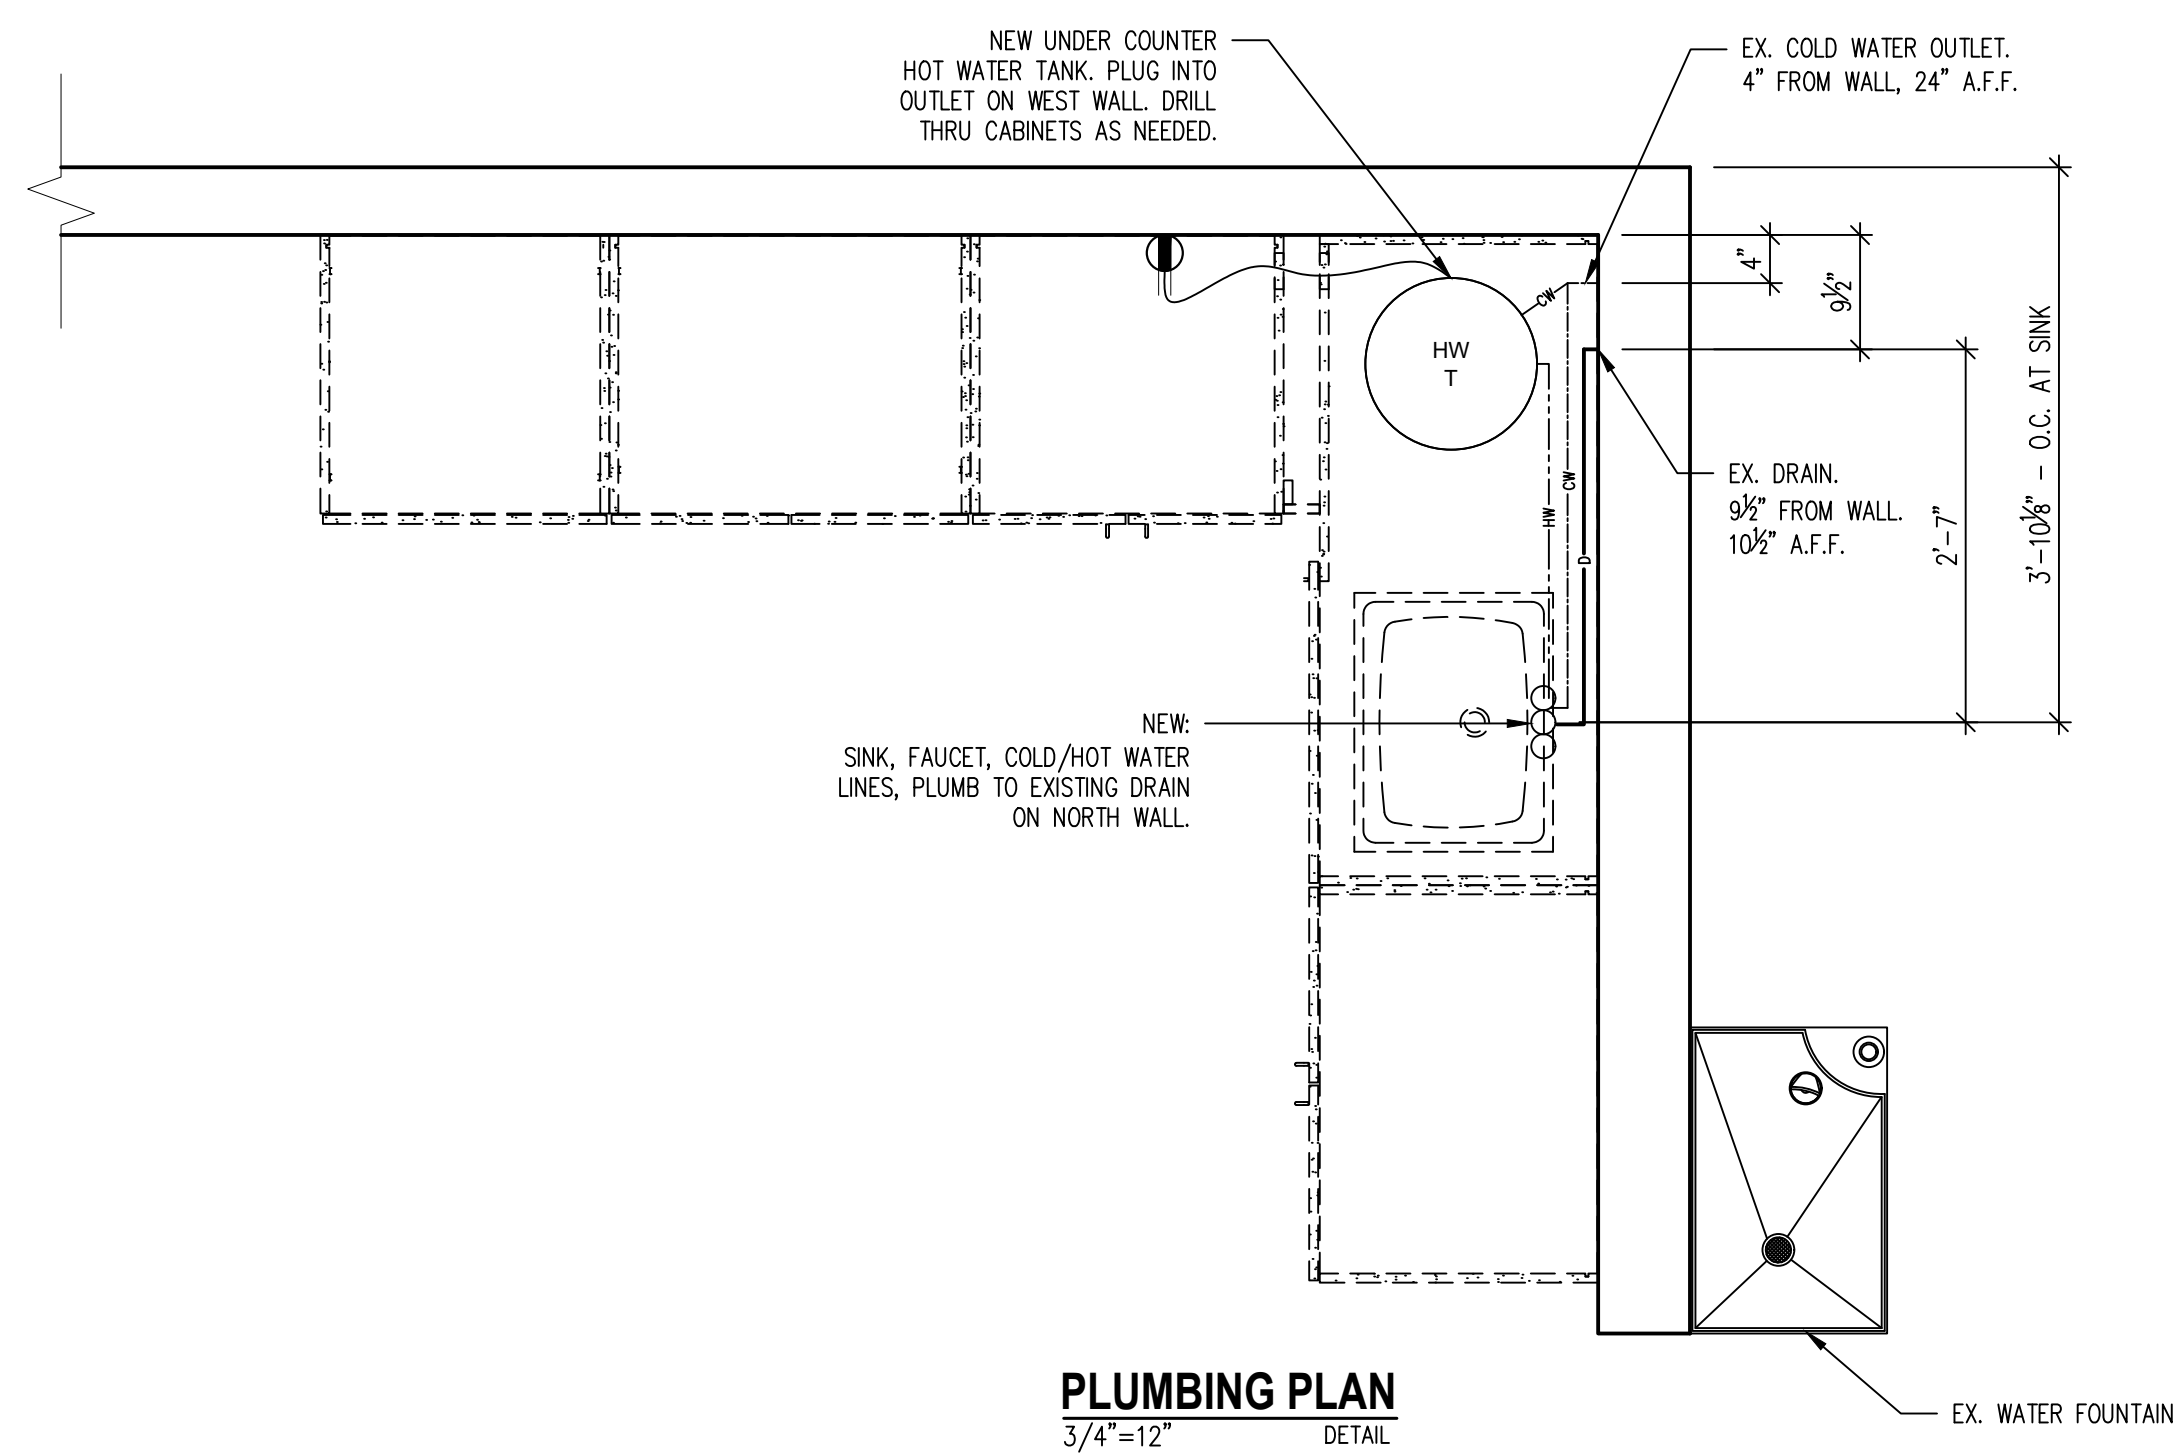 NEW UNDER COUNTER
HOT WATER TANK. PLUG INTO
OUTLET ON WEST WALL. DRILL
THRU CABINETS AS NEEDED.
EX. COLD WATER OUTLET.
4" FROM WALL, 24" A.F.F.
4"
9½"
CW
HW
T
3'-10⅛" - O.C. AT SINK
CW
HW
D
EX. DRAIN.
9½" FROM WALL.
10½" A.F.F.
2'-7"
NEW:
SINK, FAUCET, COLD/HOT WATER
LINES, PLUMB TO EXISTING DRAIN
ON NORTH WALL.
PLUMBING PLAN
3/4"=12" DETAIL
EX. WATER FOUNTAIN